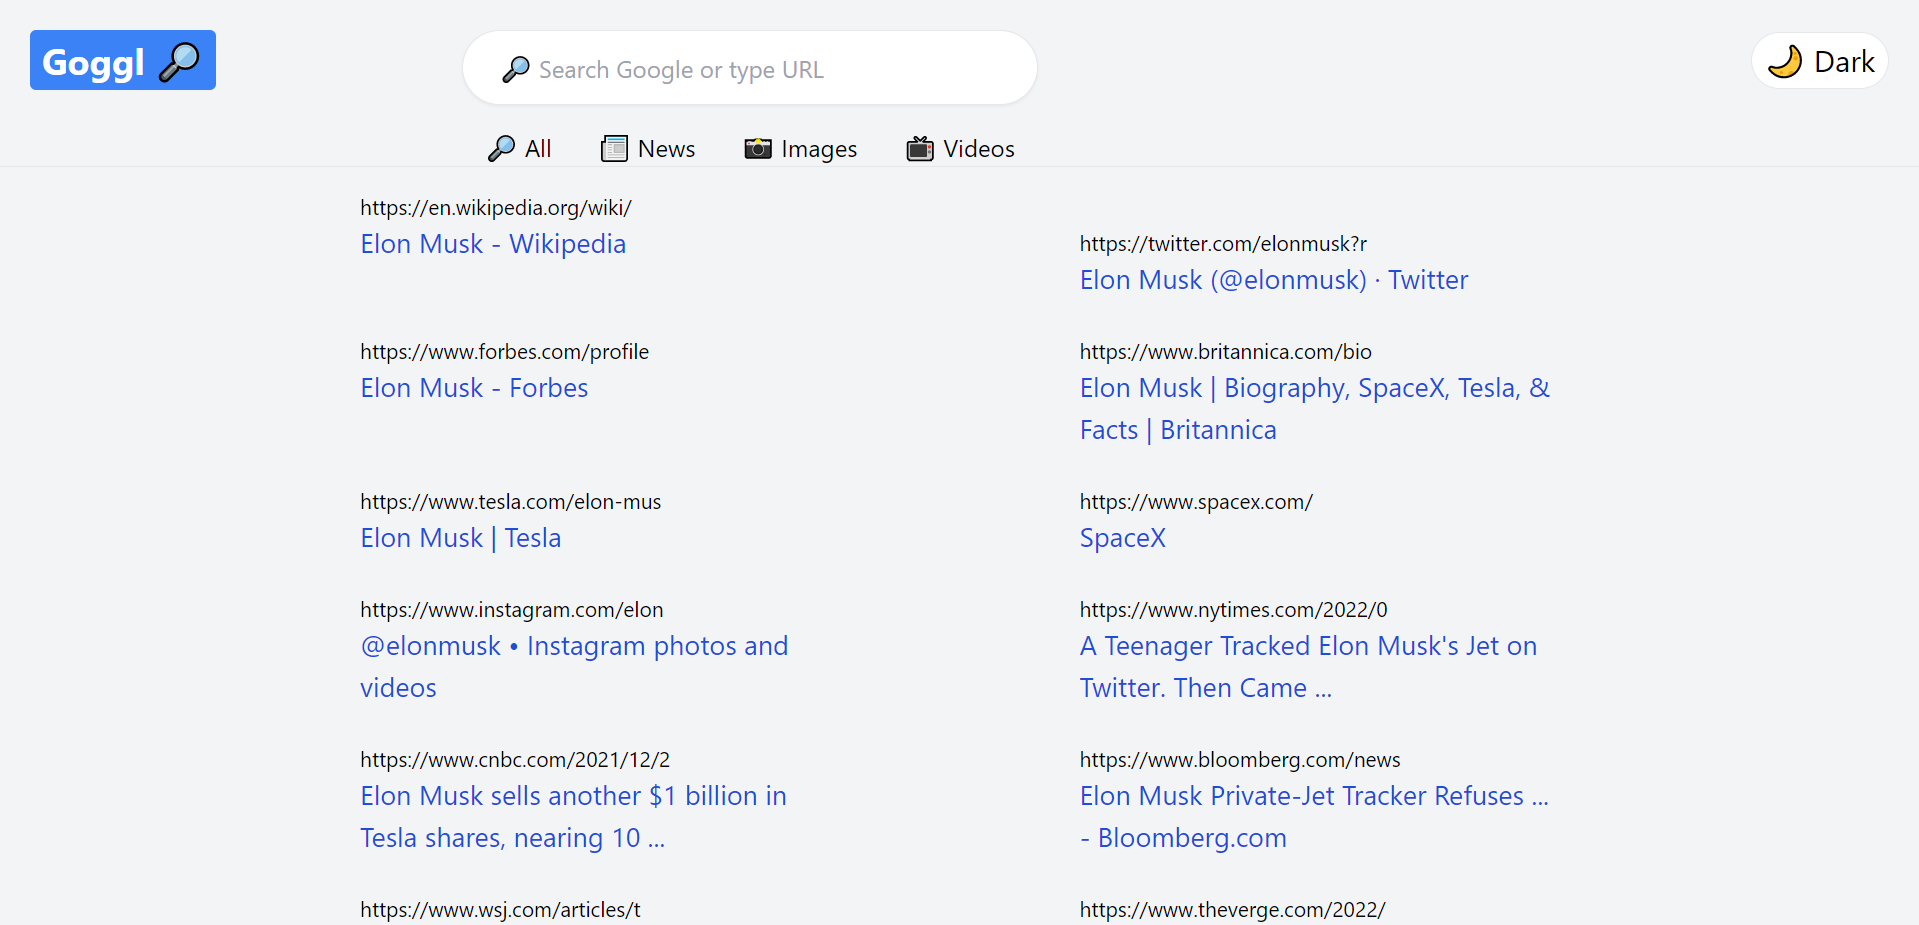 Goggl
Search Google or type URL
Dark
All
News
Images
Videos
https://en.wikipedia.org/wiki/
Elon Musk - Wikipedia
https://twitter.com/elonmusk?r
Elon Musk (@elonmusk) · Twitter
https://www.forbes.com/profile
Elon Musk - Forbes
https://www.britannica.com/bio
Elon Musk | Biography, SpaceX, Tesla, &
Facts | Britannica
https://www.tesla.com/elon-mus
Elon Musk | Tesla
https://www.spacex.com/
SpaceX
https://www.instagram.com/elon
@elonmusk • Instagram photos and
videos
https://www.nytimes.com/2022/0
A Teenager Tracked Elon Musk's Jet on
Twitter. Then Came ...
https://www.cnbc.com/2021/12/2
Elon Musk sells another $1 billion in
Tesla shares, nearing 10 ...
https://www.bloomberg.com/news
Elon Musk Private-Jet Tracker Refuses ...
- Bloomberg.com
https://www.wsj.com/articles/t
https://www.theverge.com/2022/